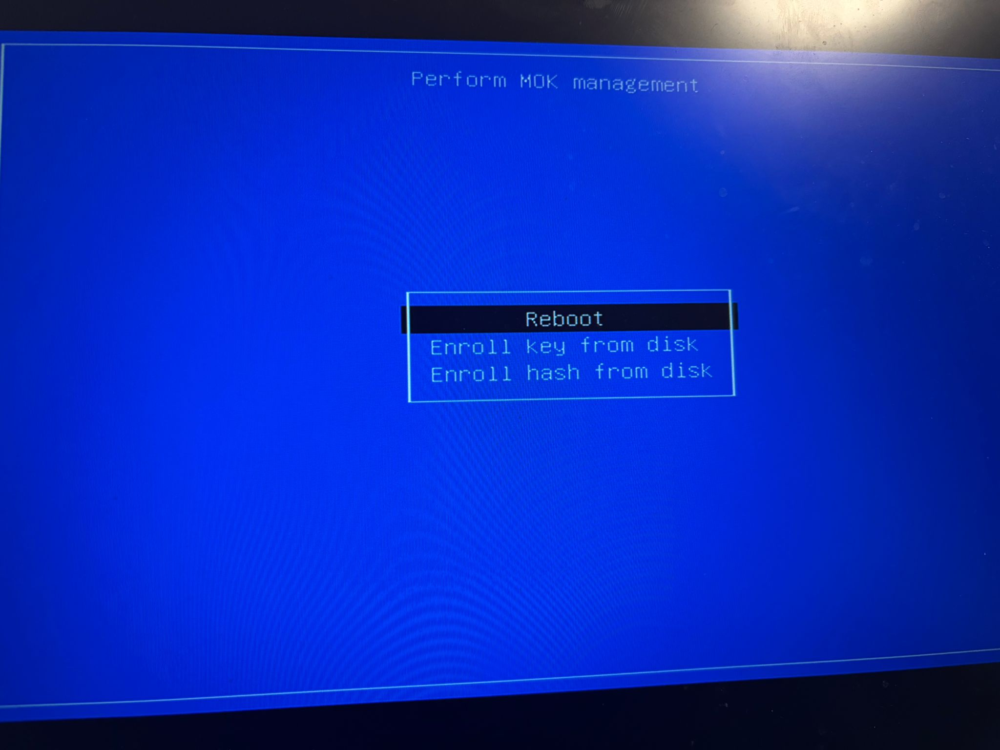 Perform MOK management
Reboot
Enroll key from disk
Enroll hash from disk